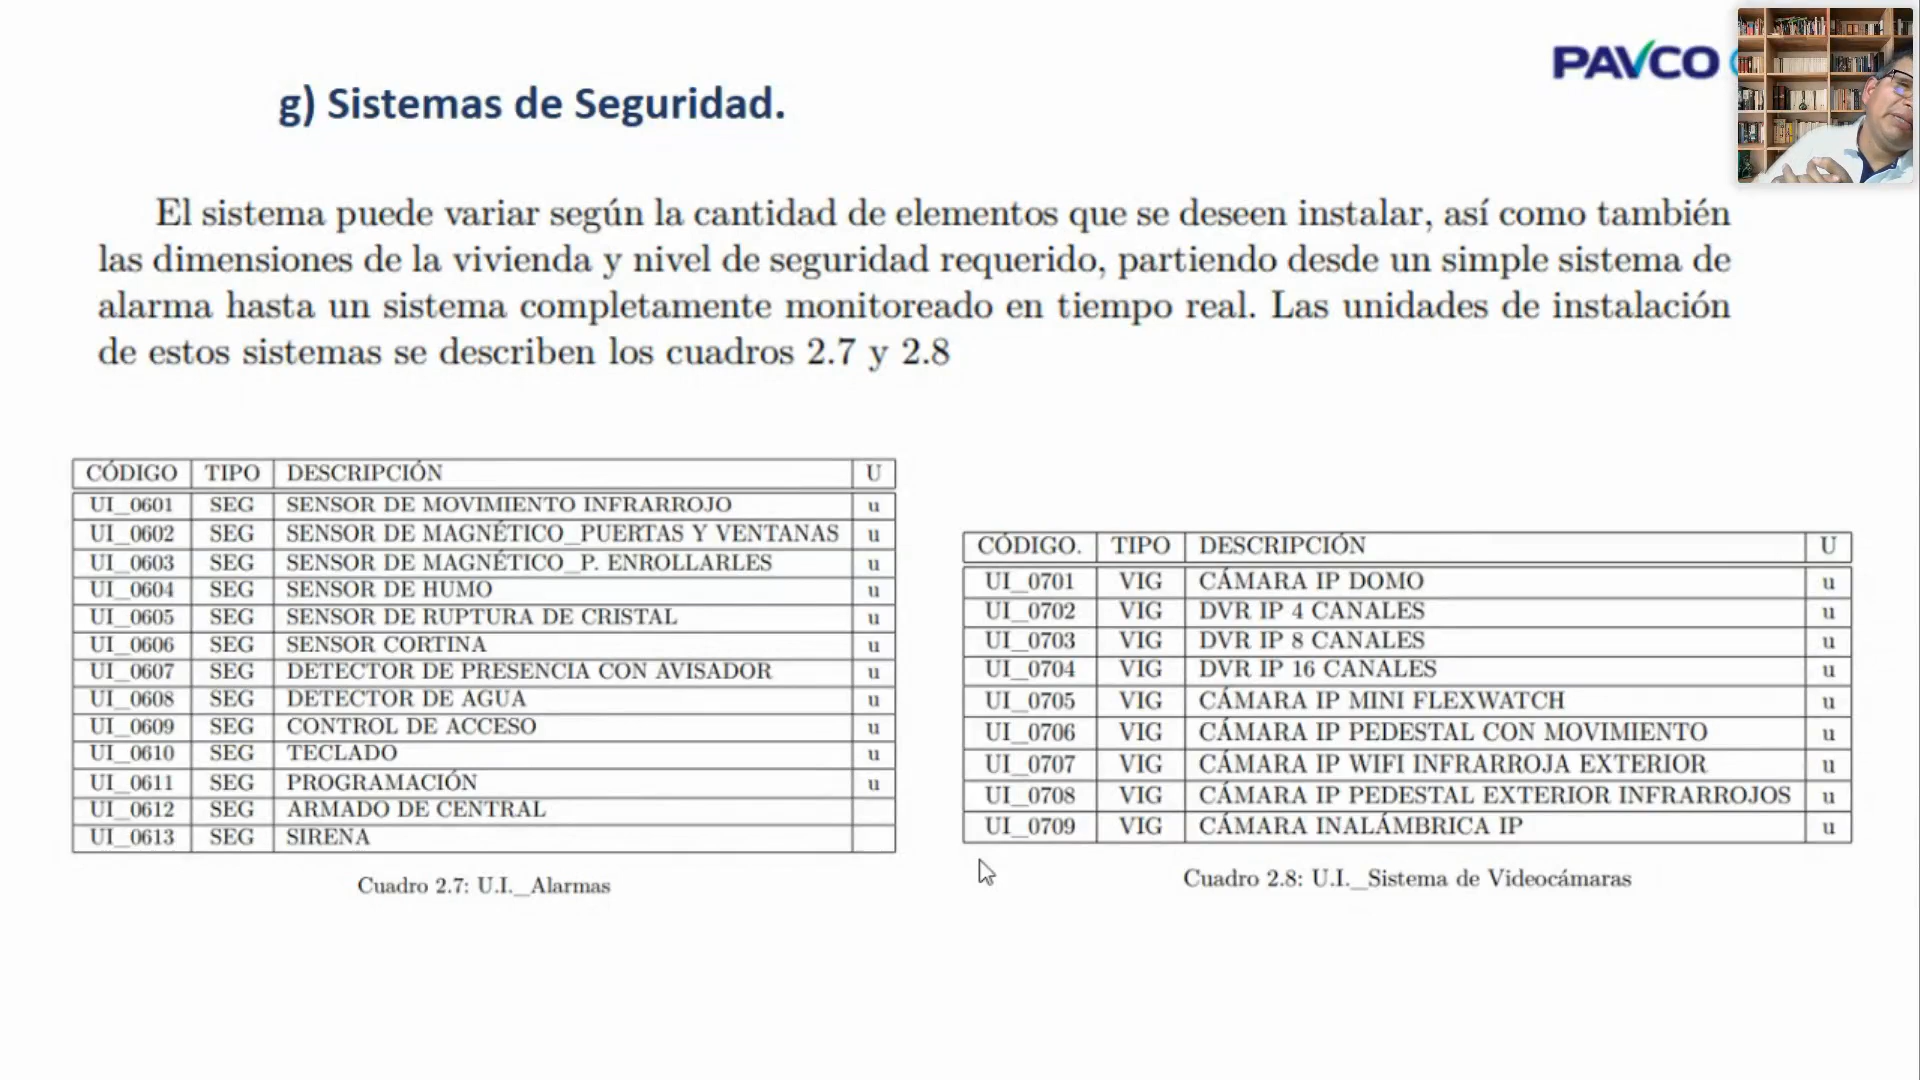 PAVCO
g) Sistemas de Seguridad.
El sistema puede variar según la cantidad de elementos que se deseen instalar, así como también
las dimensiones de la vivienda y nivel de seguridad requerido, partiendo desde un simple sistema de
alarma hasta un sistema completamente monitoreado en tiempo real. Las unidades de instalación
de estos sistemas se describen los cuadros 2.7 y 2.8
CÓDIGO TIPO DESCRIPCIÓN U
UI_0601 SEG SENSOR DE MOVIMIENTO INFRARROJO u
UI_0602 SEG SENSOR DE MAGNÉTICO_PUERTAS Y VENTANAS u
UI_0603 SEG SENSOR DE MAGNÉTICO_P. ENROLLARLES u
UI_0604 SEG SENSOR DE HUMO u
UI_0605 SEG SENSOR DE RUPTURA DE CRISTAL u
UI_0606 SEG SENSOR CORTINA u
UI_0607 SEG DETECTOR DE PRESENCIA CON AVISADOR u
UI_0608 SEG DETECTOR DE AGUA u
UI_0609 SEG CONTROL DE ACCESO u
UI_0610 SEG TECLADO u
UI_0611 SEG PROGRAMACIÓN u
UI_0612 SEG ARMADO DE CENTRAL
UI_0613 SEG SIRENA
Cuadro 2.7: U.I._Alarmas
CÓDIGO. TIPO DESCRIPCIÓN U
UI_0701 VIG CÁMARA IP DOMO u
UI_0702 VIG DVR IP 4 CANALES u
UI_0703 VIG DVR IP 8 CANALES u
UI_0704 VIG DVR IP 16 CANALES u
UI_0705 VIG CÁMARA IP MINI FLEXWATCH u
UI_0706 VIG CÁMARA IP PEDESTAL CON MOVIMIENTO u
UI_0707 VIG CÁMARA IP WIFI INFRARROJA EXTERIOR u
UI_0708 VIG CÁMARA IP PEDESTAL EXTERIOR INFRARROJOS u
UI_0709 VIG CÁMARA INALÁMBRICA IP u
Cuadro 2.8: U.I._Sistema de Videocámaras